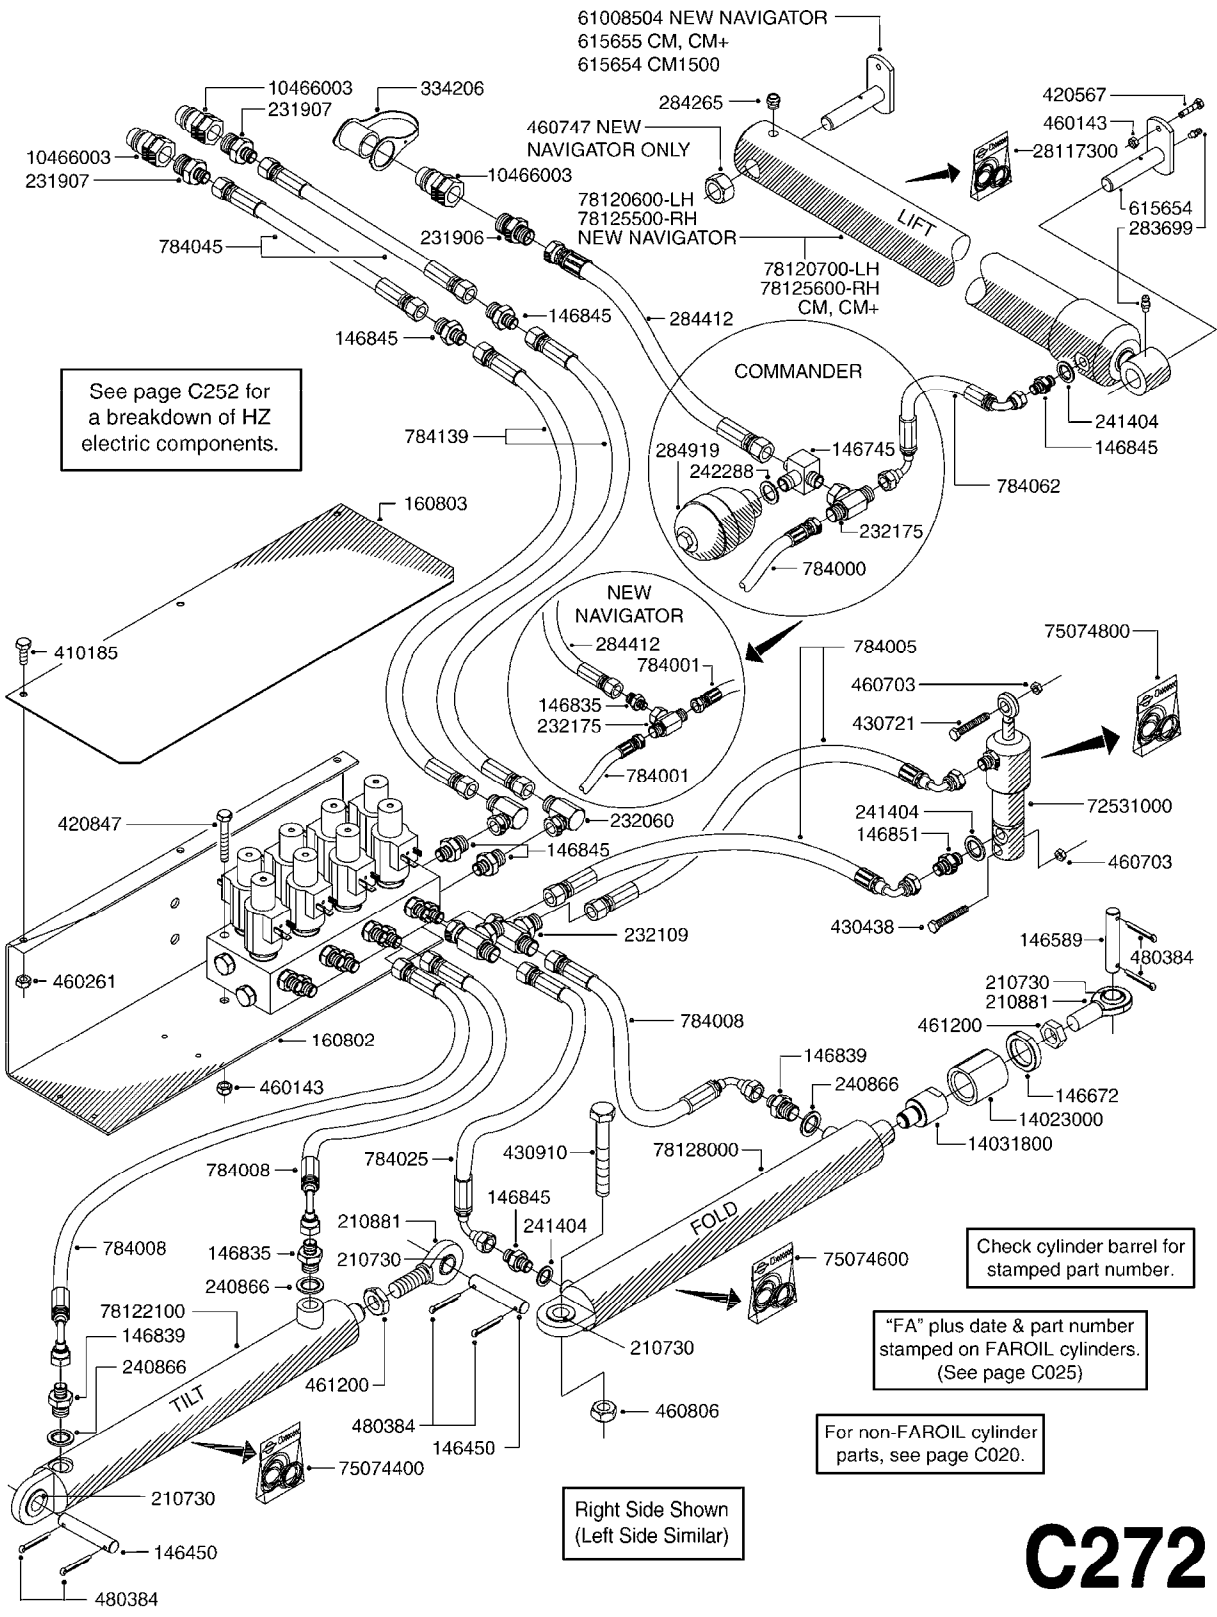 61008504 NEW NAVIGATOR
615655 CM, CM+
615654 CM1500
10466003
231907
334206
284265
420567
460143
28117300
460747 NEW
NAVIGATOR ONLY
10466003
231907
10466003
78120600-LH
78125500-RH
NEW NAVIGATOR
LIFT
615654
283699
784045
231906
78120700-LH
78125600-RH
CM, CM+
146845
146845
284412
COMMANDER
See page C252 for
a breakdown of HZ
electric components.
784139
241404
146845
284919
242288
146745
784062
160803
232175
784000
NEW
NAVIGATOR
284412
784001
784005
75074800
410185
146835
232175
460703
430721
784001
420847
232060
241404
146851
72531000
146845
460703
232109
430438
146589
480384
460261
210730
210881
784008
461200
160802
146839
460143
240866
146672
14023000
14031800
784008
784025
430910
78128000
FOLD
146845
210881
241404
784008
146835
210730
75074600
Check cylinder barrel for
stamped part number.
240866
78122100
146839
240866
210730
"FA" plus date & part number
stamped on FAROIL cylinders.
(See page C025)
TILT
461200
480384
146450
460806
For non-FAROIL cylinder
parts, see page C020.
75074400
210730
Right Side Shown
(Left Side Similar)
146450
480384
C272